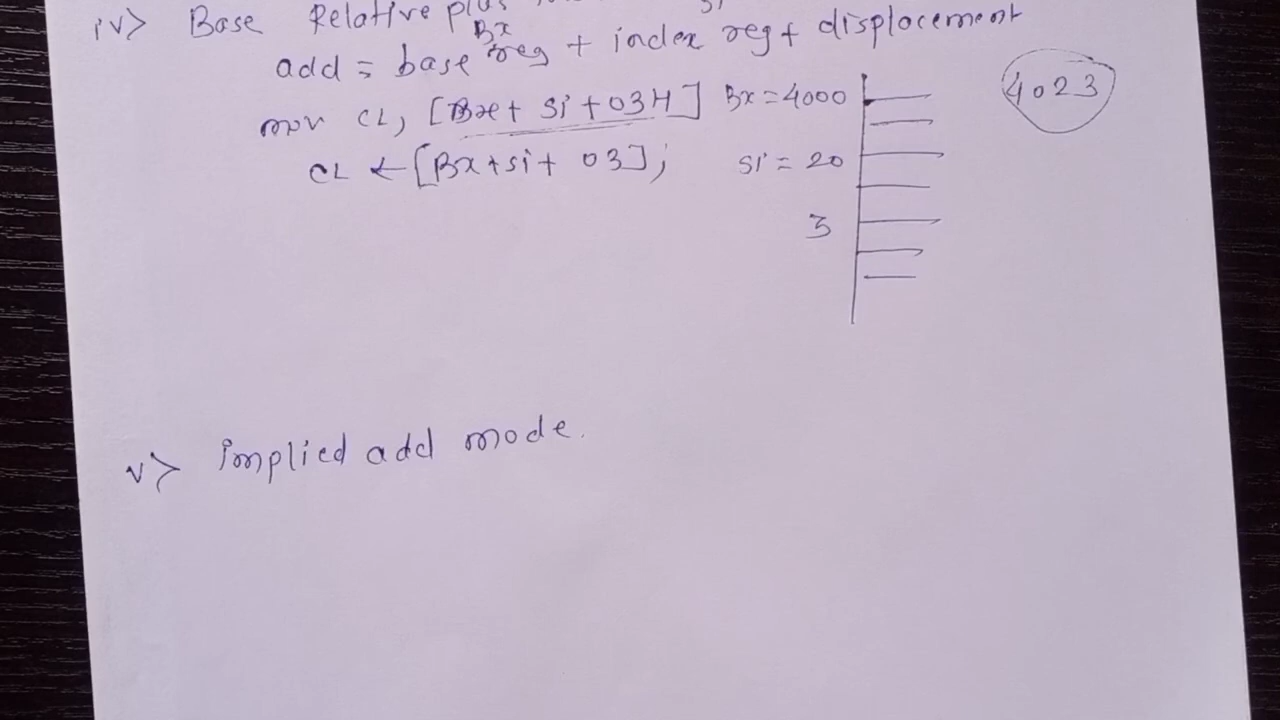 iv> Base Relative plus
Si
Bx
add = base reg + index reg + displacement
mov CL, [Bx + Si + 03H] Bx = 4000
4023
CL ← [Bx + si + 03]; Si = 20
3
v> implied add mode.